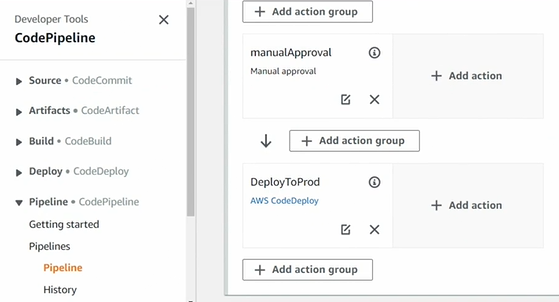 Developer Tools
CodePipeline
Source • CodeCommit
Artifacts • CodeArtifact
Build • CodeBuild
Deploy • CodeDeploy
Pipeline • CodePipeline
Getting started
Pipelines
Pipeline
History
Add action group
manualApproval
Manual approval
Add action
Add action group
DeployToProd
AWS CodeDeploy
Add action
Add action group